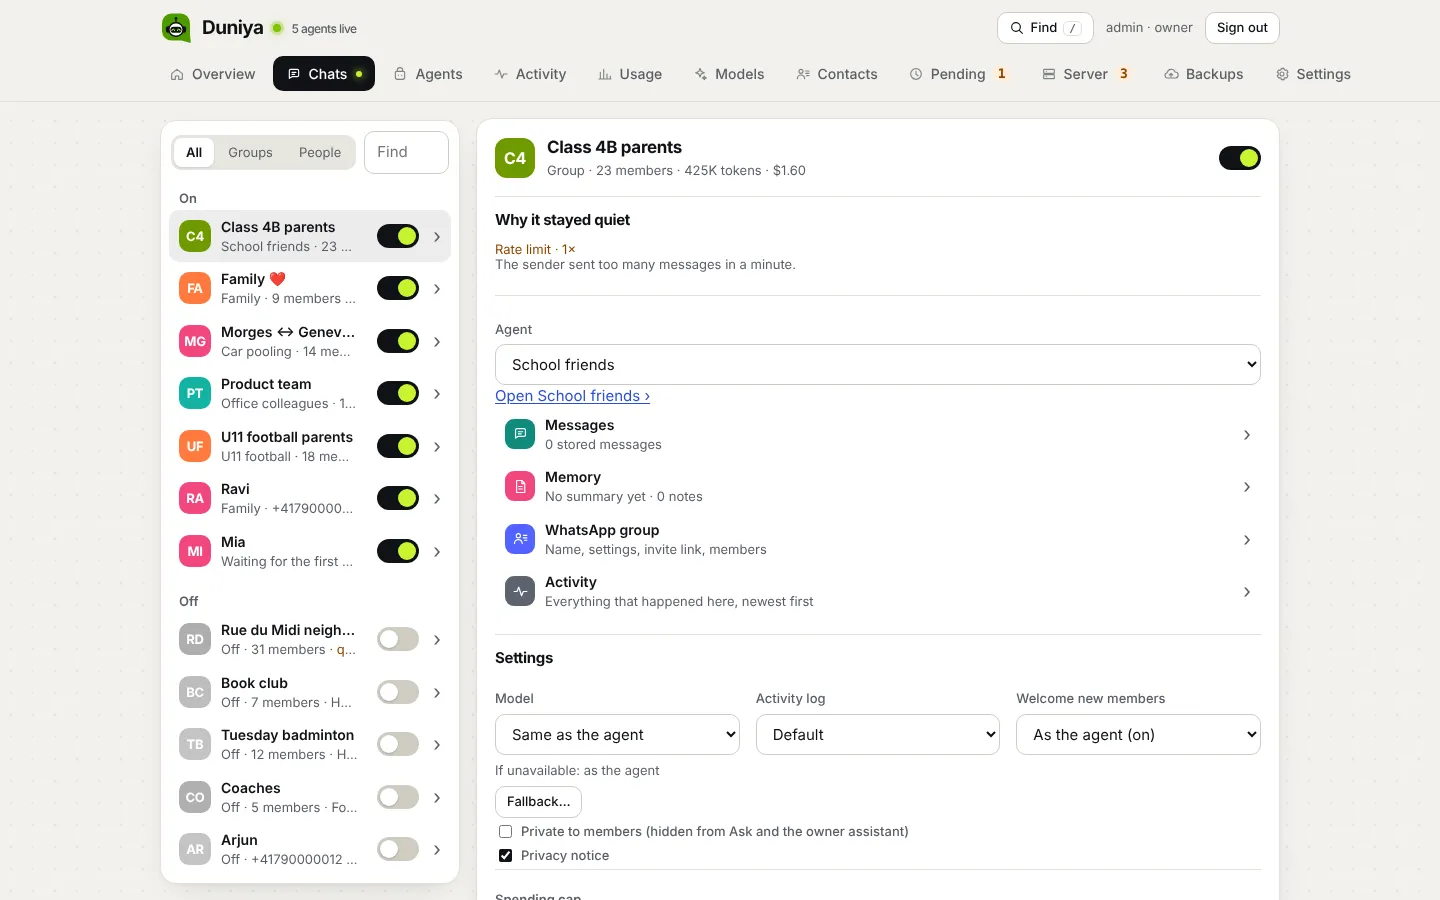 Duniya
5 agents live
Find /
admin · owner
Sign out
Overview
Chats
Agents
Activity
Usage
Models
Contacts
Pending 1
Server 3
Backups
Settings
All
Groups
People
Find
On
C4
Class 4B parents
School friends · 23 ...
FA
Family ❤️
Family · 9 members ...
MG
Morges ↔ Genev...
Car pooling · 14 me...
PT
Product team
Office colleagues · 1...
UF
U11 football parents
U11 football · 18 me...
RA
Ravi
Family · +41790000...
MI
Mia
Waiting for the first ...
Off
RD
Rue du Midi neigh...
Off · 31 members · q...
BC
Book club
Off · 7 members · H...
TB
Tuesday badminton
Off · 12 members · H...
CO
Coaches
Off · 5 members · Fo...
AR
Arjun
Off · +41790000012 ...
C4
Class 4B parents
Group · 23 members · 425K tokens · $1.60
Why it stayed quiet
Rate limit · 1×
The sender sent too many messages in a minute.
Agent
School friends
Open School friends ›
Messages
0 stored messages
Memory
No summary yet · 0 notes
WhatsApp group
Name, settings, invite link, members
Activity
Everything that happened here, newest first
Settings
Model
Activity log
Welcome new members
Same as the agent
Default
As the agent (on)
If unavailable: as the agent
Fallback...
Private to members (hidden from Ask and the owner assistant)
Privacy notice
Spending cap